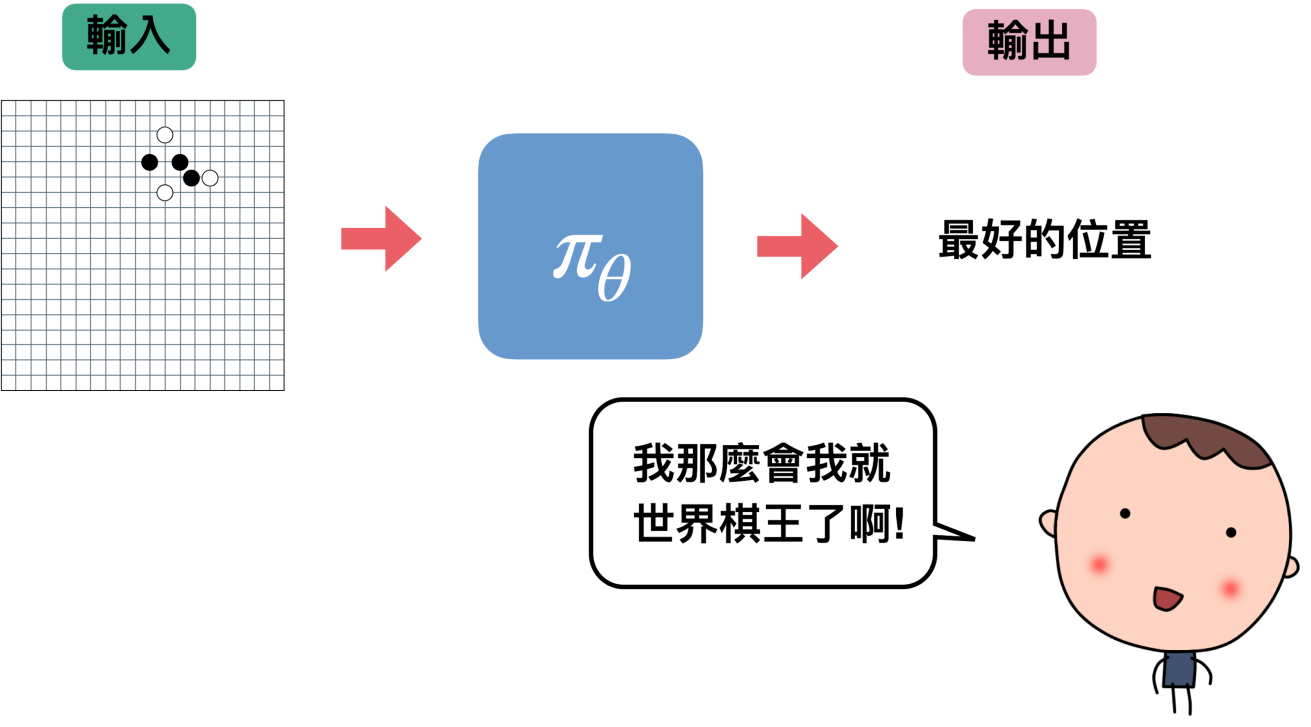 輸入
輸出
π_θ
最好的位置
我那麼會我就
世界棋王了啊!